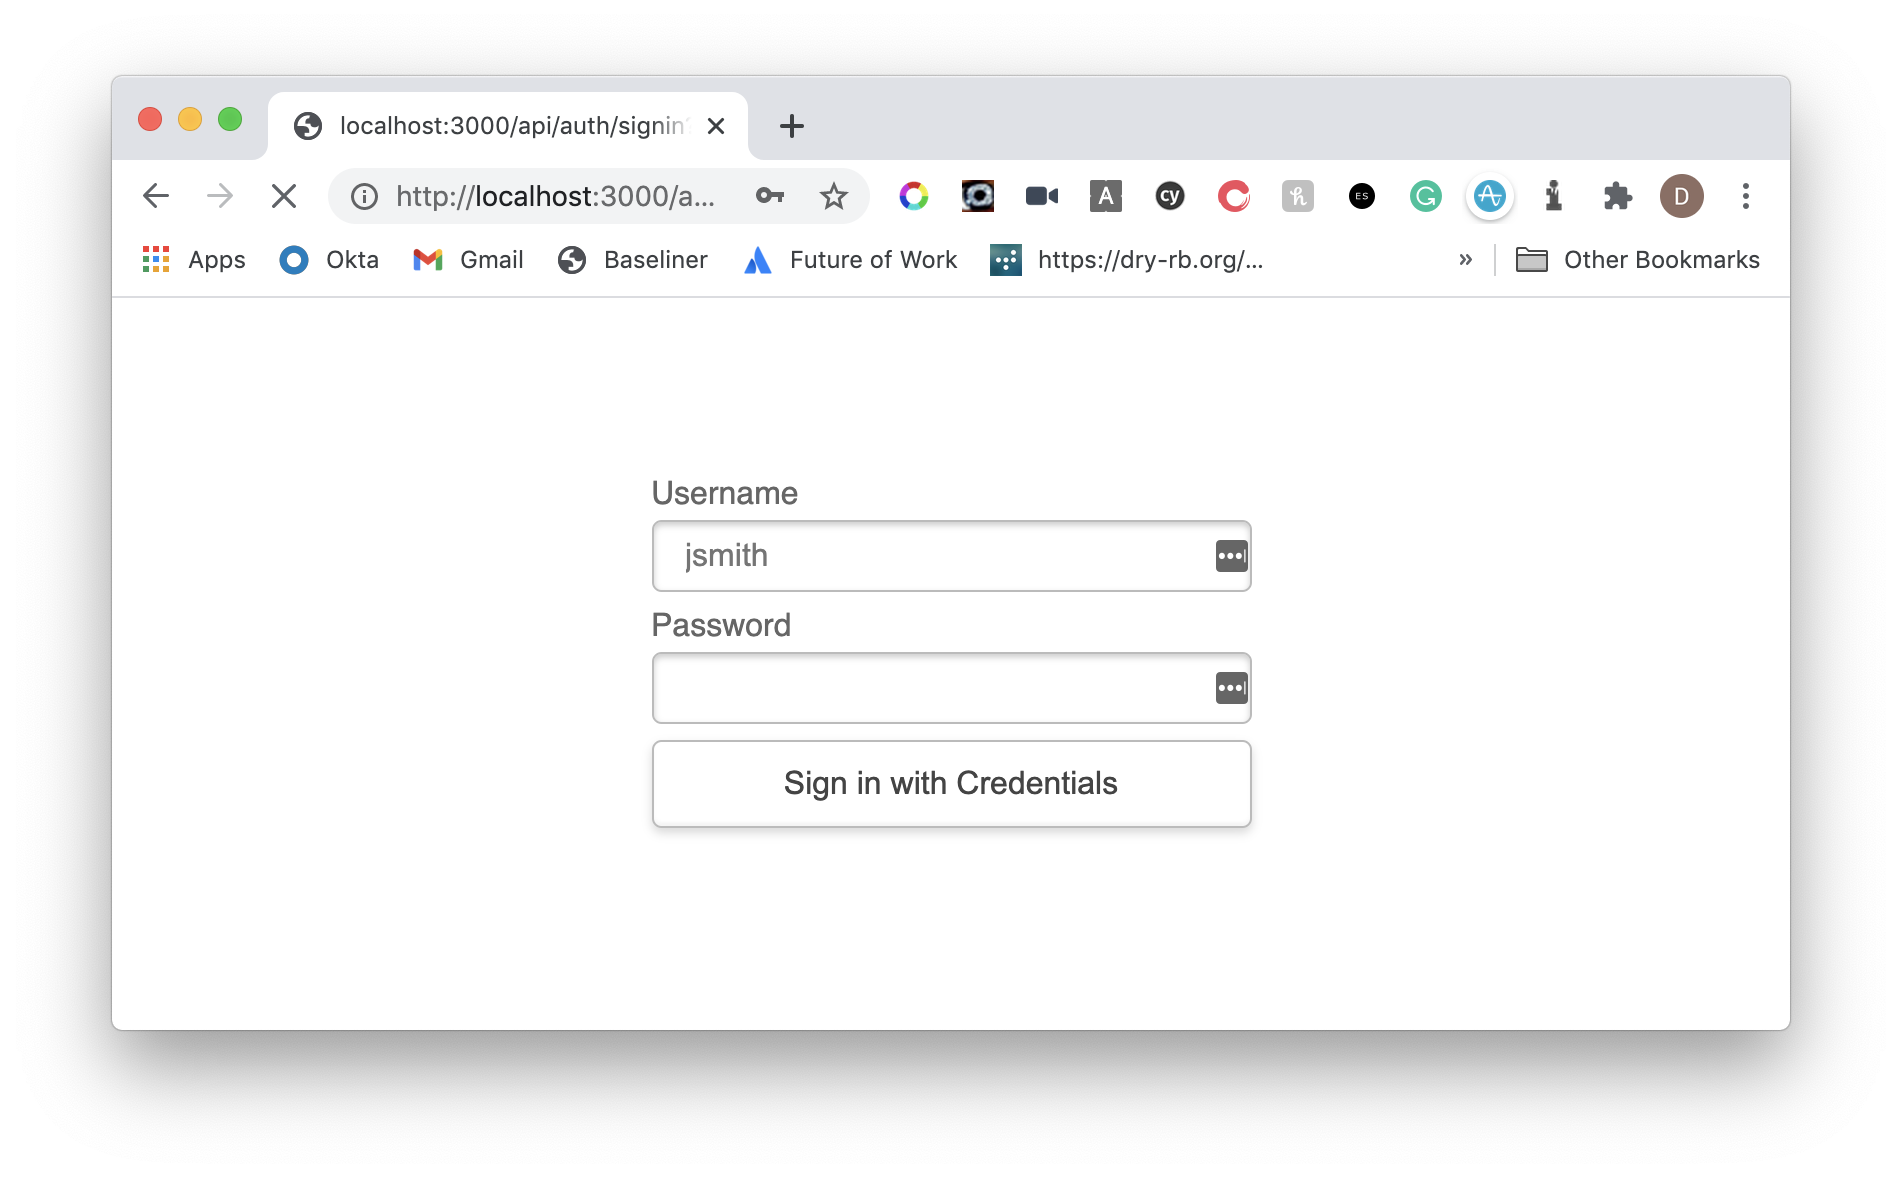 localhost:3000/api/auth/signin
http://localhost:3000/a...
A
cy
ES
G
D
Apps
Okta
Gmail
Baseliner
Future of Work
https://dry-rb.org/...
»
Other Bookmarks
Username
jsmith
Password
Sign in with Credentials